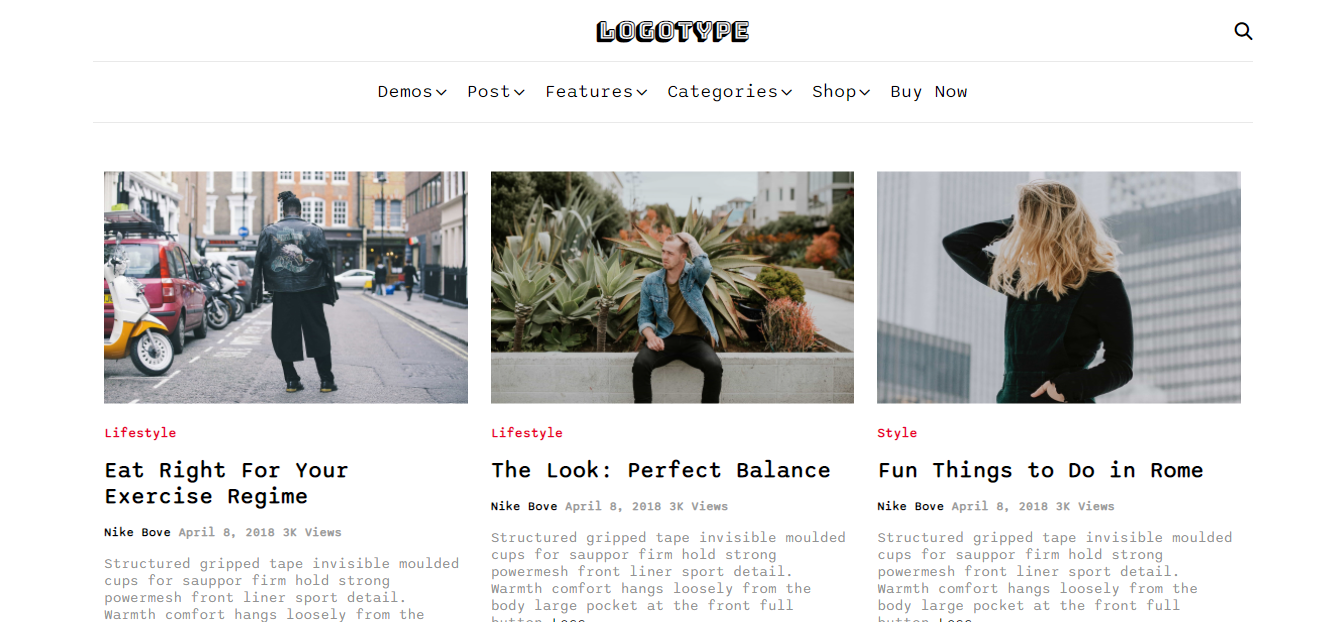 LOGOTYPE
Demos Post Features Categories Shop Buy Now
Lifestyle
Eat Right For Your
Exercise Regime
Nike Bove April 8, 2018 3K Views
Structured gripped tape invisible moulded
cups for sauppor firm hold strong
powermesh front liner sport detail.
Warmth comfort hangs loosely from the
Lifestyle
The Look: Perfect Balance
Nike Bove April 8, 2018 3K Views
Structured gripped tape invisible moulded
cups for sauppor firm hold strong
powermesh front liner sport detail.
Warmth comfort hangs loosely from the
body large pocket at the front full
Style
Fun Things to Do in Rome
Nike Bove April 8, 2018 3K Views
Structured gripped tape invisible moulded
cups for sauppor firm hold strong
powermesh front liner sport detail.
Warmth comfort hangs loosely from the
body large pocket at the front full